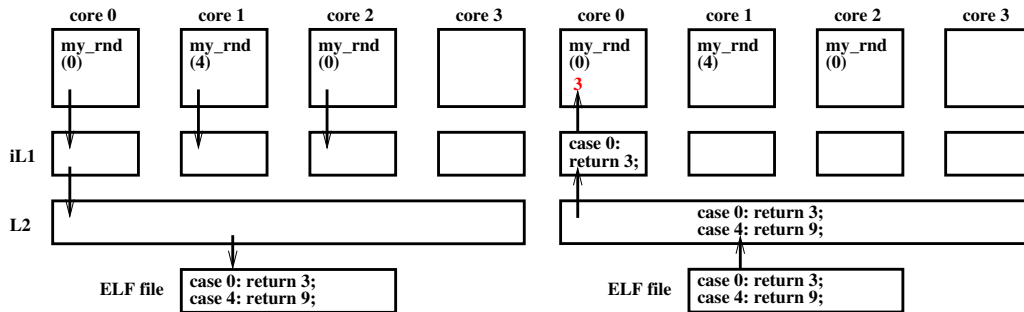 core 0 core 1 core 2 core 3 core 0 core 1 core 2 core 3
my_rnd my_rnd my_rnd my_rnd my_rnd my_rnd
(0) (4) (0) (0) (4) (0)
3
iL1 case 0:
return 3;
L2 case 0: return 3;
case 4: return 9;
ELF file case 0: return 3; ELF file case 0: return 3;
case 4: return 9; case 4: return 9;